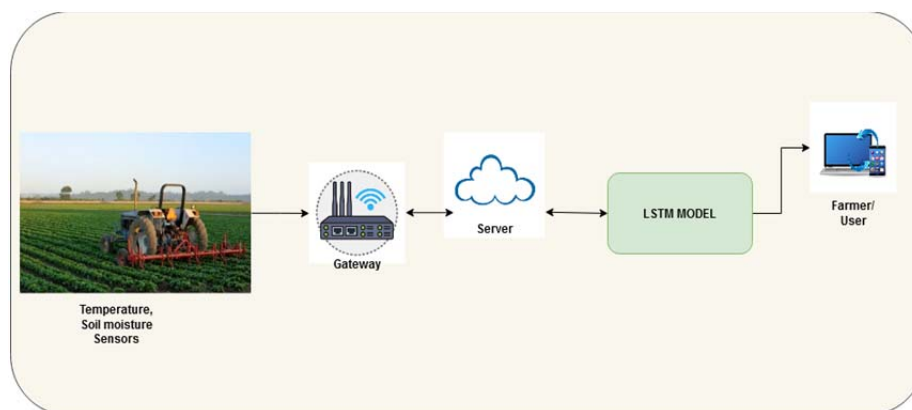 Temperature,
Soil moisture
Sensors
Gateway
Server
LSTM MODEL
Farmer/
User